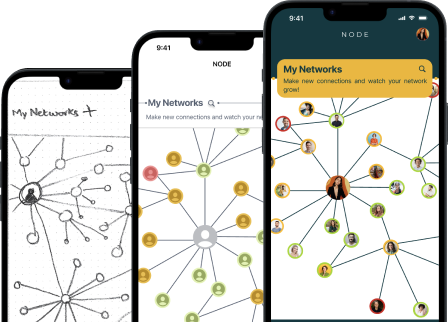 My Networks +
9:41
NODE
My Networks
Make new connections and watch your ne
9:41
NODE
My Networks
Make new connections and watch your network
grow!